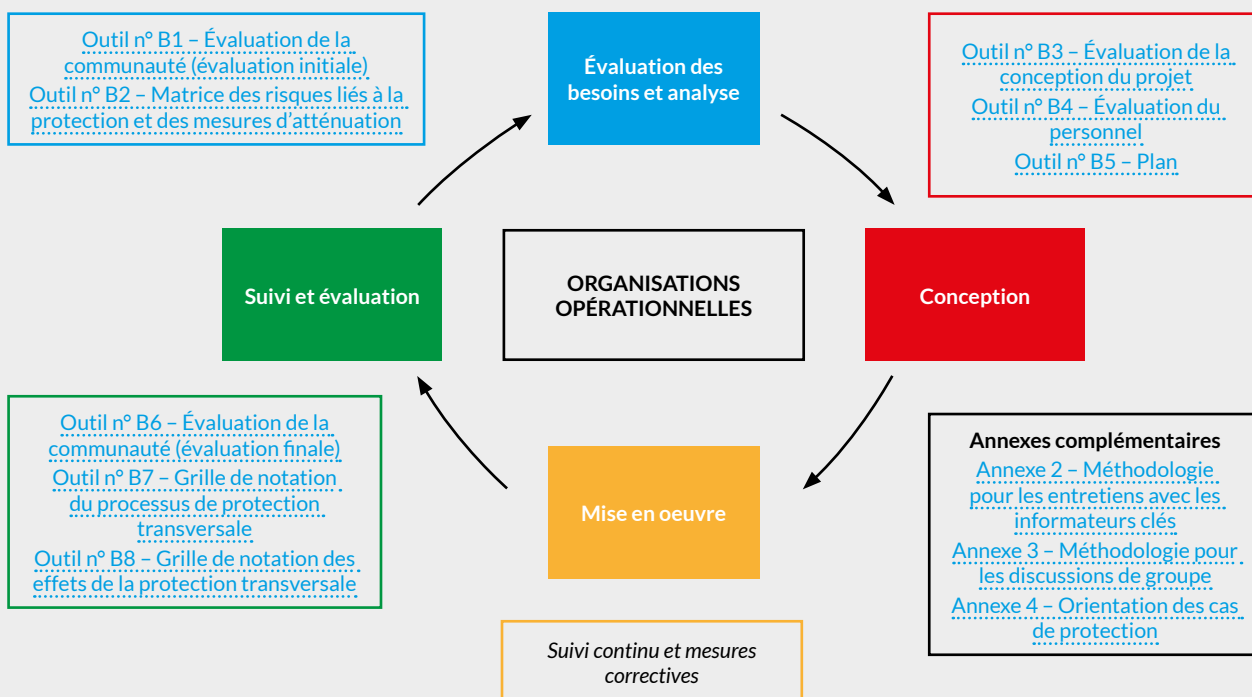 Outil n° B1 – Évaluation de la
communauté (évaluation initiale)
Outil n° B2 – Matrice des risques liés à la
protection et des mesures d’atténuation
Évaluation des
besoins et analyse
Outil n° B3 – Évaluation de la
conception du projet
Outil n° B4 – Évaluation du
personnel
Outil n° B5 – Plan
Suivi et évaluation
ORGANISATIONS
OPÉRATIONNELLES
Conception
Outil n° B6 – Évaluation de la
communauté (évaluation finale)
Outil n° B7 – Grille de notation
du processus de protection
transversale
Outil n° B8 – Grille de notation des
effets de la protection transversale
Mise en oeuvre
Annexes complémentaires
Annexe 2 – Méthodologie
pour les entretiens avec les
informateurs clés
Annexe 3 – Méthodologie pour
les discussions de groupe
Annexe 4 – Orientation des cas
de protection
Suivi continu et mesures
correctives